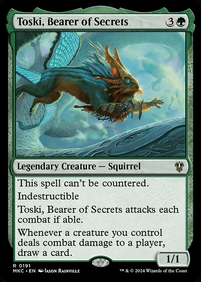 Toski, Bearer of Secrets 3
Legendary Creature — Squirrel
This spell can't be countered.
Indestructible
Toski, Bearer of Secrets attacks each
combat if able.
Whenever a creature you control
deals combat damage to a player,
draw a card.
1/1
R 0191
MKC • EN JASON RAINVILLE
™ & © 2024 Wizards of the Coast